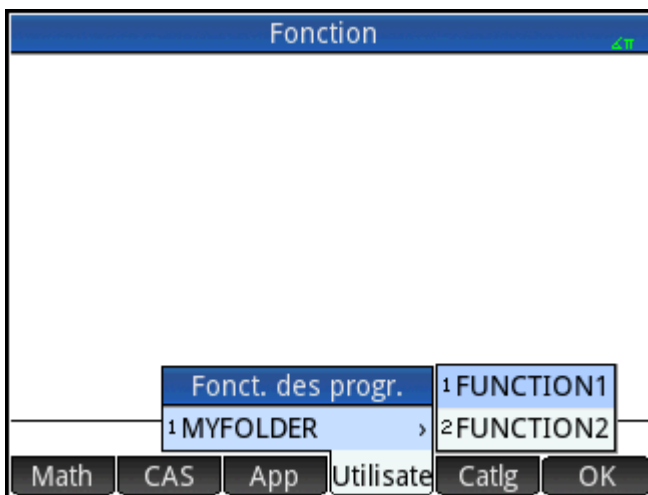 Fonction
∡π
Fonct. des progr.
1 MYFOLDER ›
1 FUNCTION1
2 FUNCTION2
Math CAS App Utilisate Catlg OK